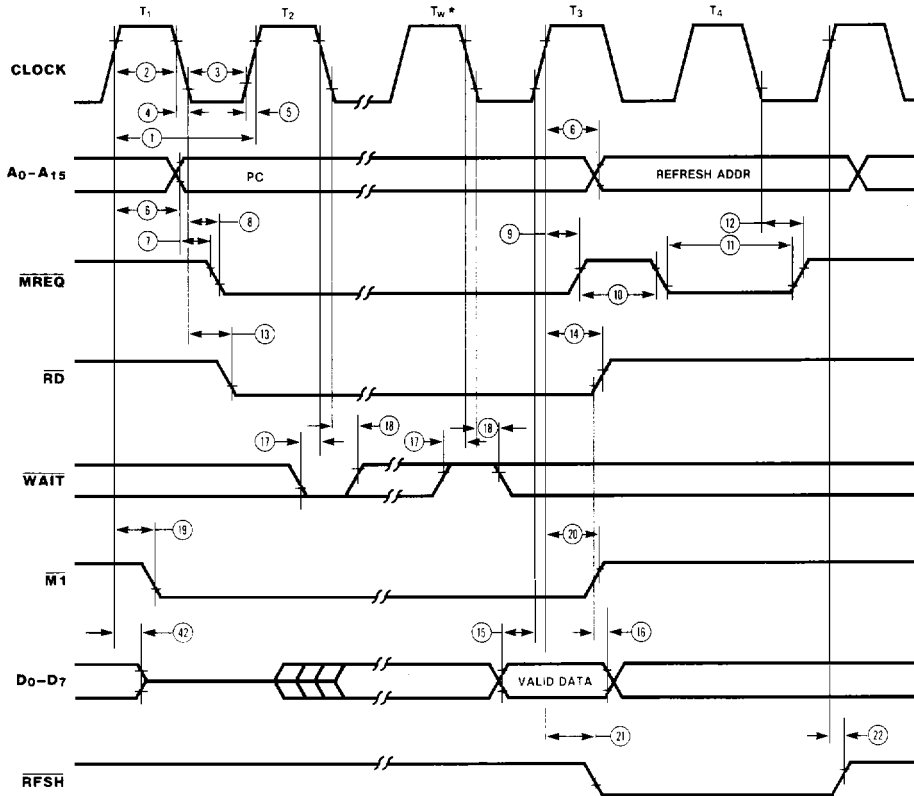 T1 T2 Tw* T3 T4
CLOCK
2 3
4 5
1 6
A0-A15 PC REFRESH ADDR
6 8 12
7 9 11
MREQ 10
13 14
RD
17 18 17 18
WAIT
19 20
M1
42 15 16
D0-D7 VALID DATA
21 22
RFSH